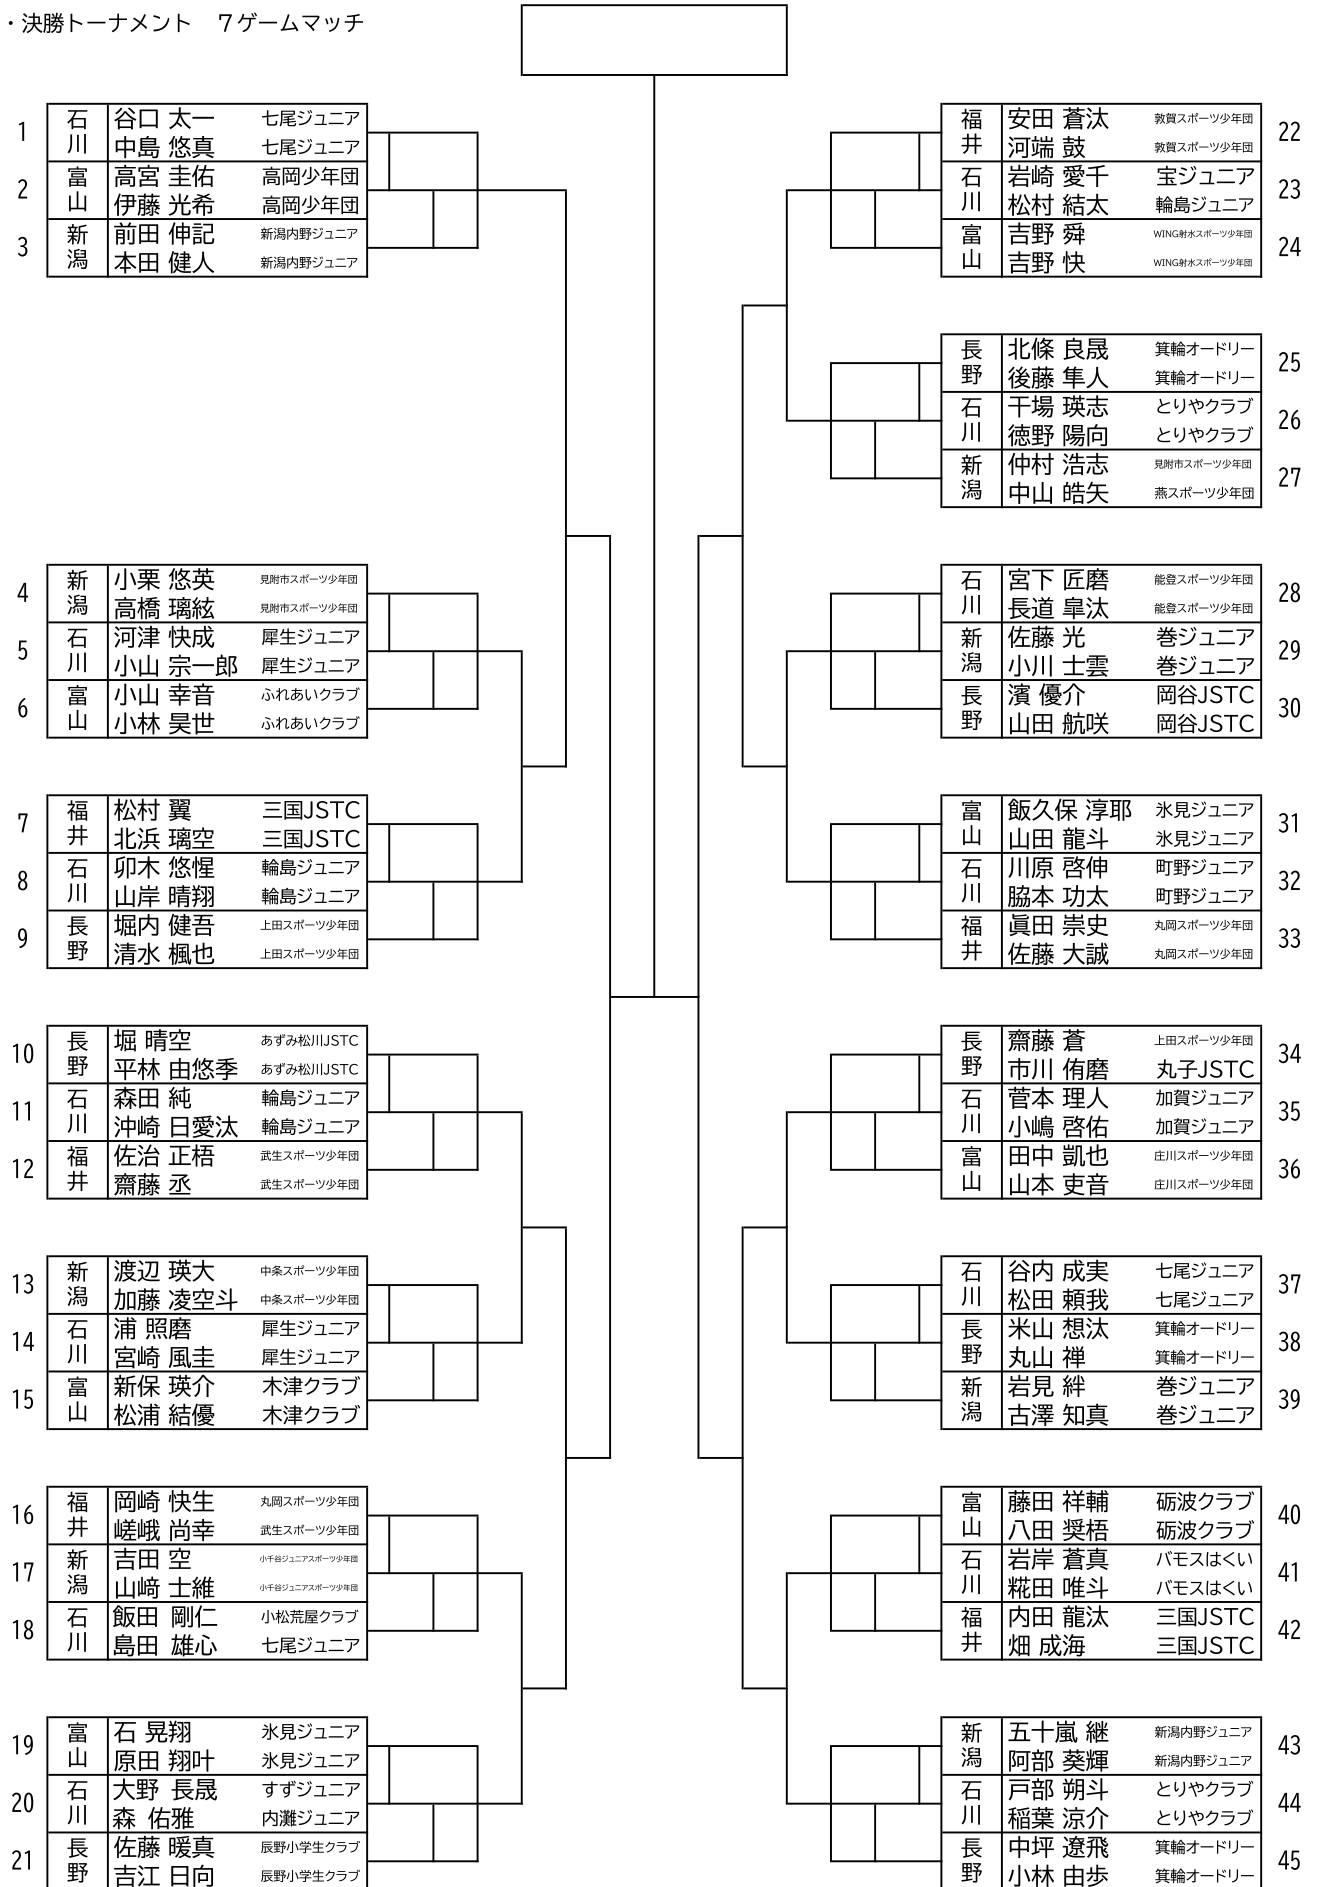 ・決勝トーナメント　７ゲームマッチ
1 石川 谷口 太一 七尾ジュニア
中島 悠真 七尾ジュニア
2 富山 高宮 圭佑 高岡少年団
伊藤 光希 高岡少年団
3 新潟 前田 伸記 新潟内野ジュニア
本田 健人 新潟内野ジュニア
4 新潟 小栗 悠英 見附市スポーツ少年団
高橋 璃絃 見附市スポーツ少年団
5 石川 河津 快成 犀生ジュニア
小山 宗一郎 犀生ジュニア
6 富山 小山 幸音 ふれあいクラブ
小林 昊世 ふれあいクラブ
7 福井 松村 翼 三国JSTC
北浜 璃空 三国JSTC
8 石川 卯木 悠惺 輪島ジュニア
山岸 晴翔 輪島ジュニア
9 長野 堀内 健吾 上田スポーツ少年団
清水 楓也 上田スポーツ少年団
10 長野 堀 晴空 あずみ松川JSTC
平林 由悠季 あずみ松川JSTC
11 石川 森田 純 輪島ジュニア
沖崎 日愛汰 輪島ジュニア
12 福井 佐治 正梧 武生スポーツ少年団
齋藤 丞 武生スポーツ少年団
13 新潟 渡辺 瑛大 中条スポーツ少年団
加藤 凌空斗 中条スポーツ少年団
14 石川 浦 照磨 犀生ジュニア
宮崎 風圭 犀生ジュニア
15 富山 新保 瑛介 木津クラブ
松浦 結優 木津クラブ
16 福井 岡崎 快生 丸岡スポーツ少年団
嵯峨 尚幸 武生スポーツ少年団
17 新潟 吉田 空 小千谷ジュニアスポーツ少年団
山﨑 士維 小千谷ジュニアスポーツ少年団
18 石川 飯田 剛仁 小松荒屋クラブ
島田 雄心 七尾ジュニア
19 富山 石 晃翔 氷見ジュニア
原田 翔叶 氷見ジュニア
20 石川 大野 長晟 すずジュニア
森 佑雅 内灘ジュニア
21 長野 佐藤 暖真 辰野小学生クラブ
吉江 日向 辰野小学生クラブ
福井 安田 蒼汰 敦賀スポーツ少年団 22
河端 鼓 敦賀スポーツ少年団
石川 岩崎 愛千 宝ジュニア 23
松村 結太 輪島ジュニア
富山 吉野 舜 WING射水スポーツ少年団 24
吉野 快 WING射水スポーツ少年団
長野 北條 良晟 箕輪オードリー 25
後藤 隼人 箕輪オードリー
石川 干場 瑛志 とりやクラブ 26
徳野 陽向 とりやクラブ
新潟 仲村 浩志 見附市スポーツ少年団 27
中山 皓矢 燕スポーツ少年団
石川 宮下 匠磨 能登スポーツ少年団 28
長道 皐汰 能登スポーツ少年団
新潟 佐藤 光 巻ジュニア 29
小川 士雲 巻ジュニア
長野 濱 優介 岡谷JSTC 30
山田 航咲 岡谷JSTC
富山 飯久保 淳耶 氷見ジュニア 31
山田 龍斗 氷見ジュニア
石川 川原 啓伸 町野ジュニア 32
脇本 功太 町野ジュニア
福井 眞田 崇史 丸岡スポーツ少年団 33
佐藤 大誠 丸岡スポーツ少年団
長野 齋藤 蒼 上田スポーツ少年団 34
市川 侑磨 丸子JSTC
石川 菅本 理人 加賀ジュニア 35
小嶋 啓佑 加賀ジュニア
富山 田中 凱也 庄川スポーツ少年団 36
山本 吏音 庄川スポーツ少年団
石川 谷内 成実 七尾ジュニア 37
松田 頼我 七尾ジュニア
長野 米山 想汰 箕輪オードリー 38
丸山 禅 箕輪オードリー
新潟 岩見 絆 巻ジュニア 39
古澤 知真 巻ジュニア
富山 藤田 祥輔 砺波クラブ 40
八田 奨梧 砺波クラブ
石川 岩岸 蒼真 バモスはくい 41
糀田 唯斗 バモスはくい
福井 内田 龍汰 三国JSTC 42
畑 成海 三国JSTC
新潟 五十嵐 継 新潟内野ジュニア 43
阿部 葵輝 新潟内野ジュニア
石川 戸部 朔斗 とりやクラブ 44
稲葉 涼介 とりやクラブ
長野 中坪 遼飛 箕輪オードリー 45
小林 由歩 箕輪オードリー